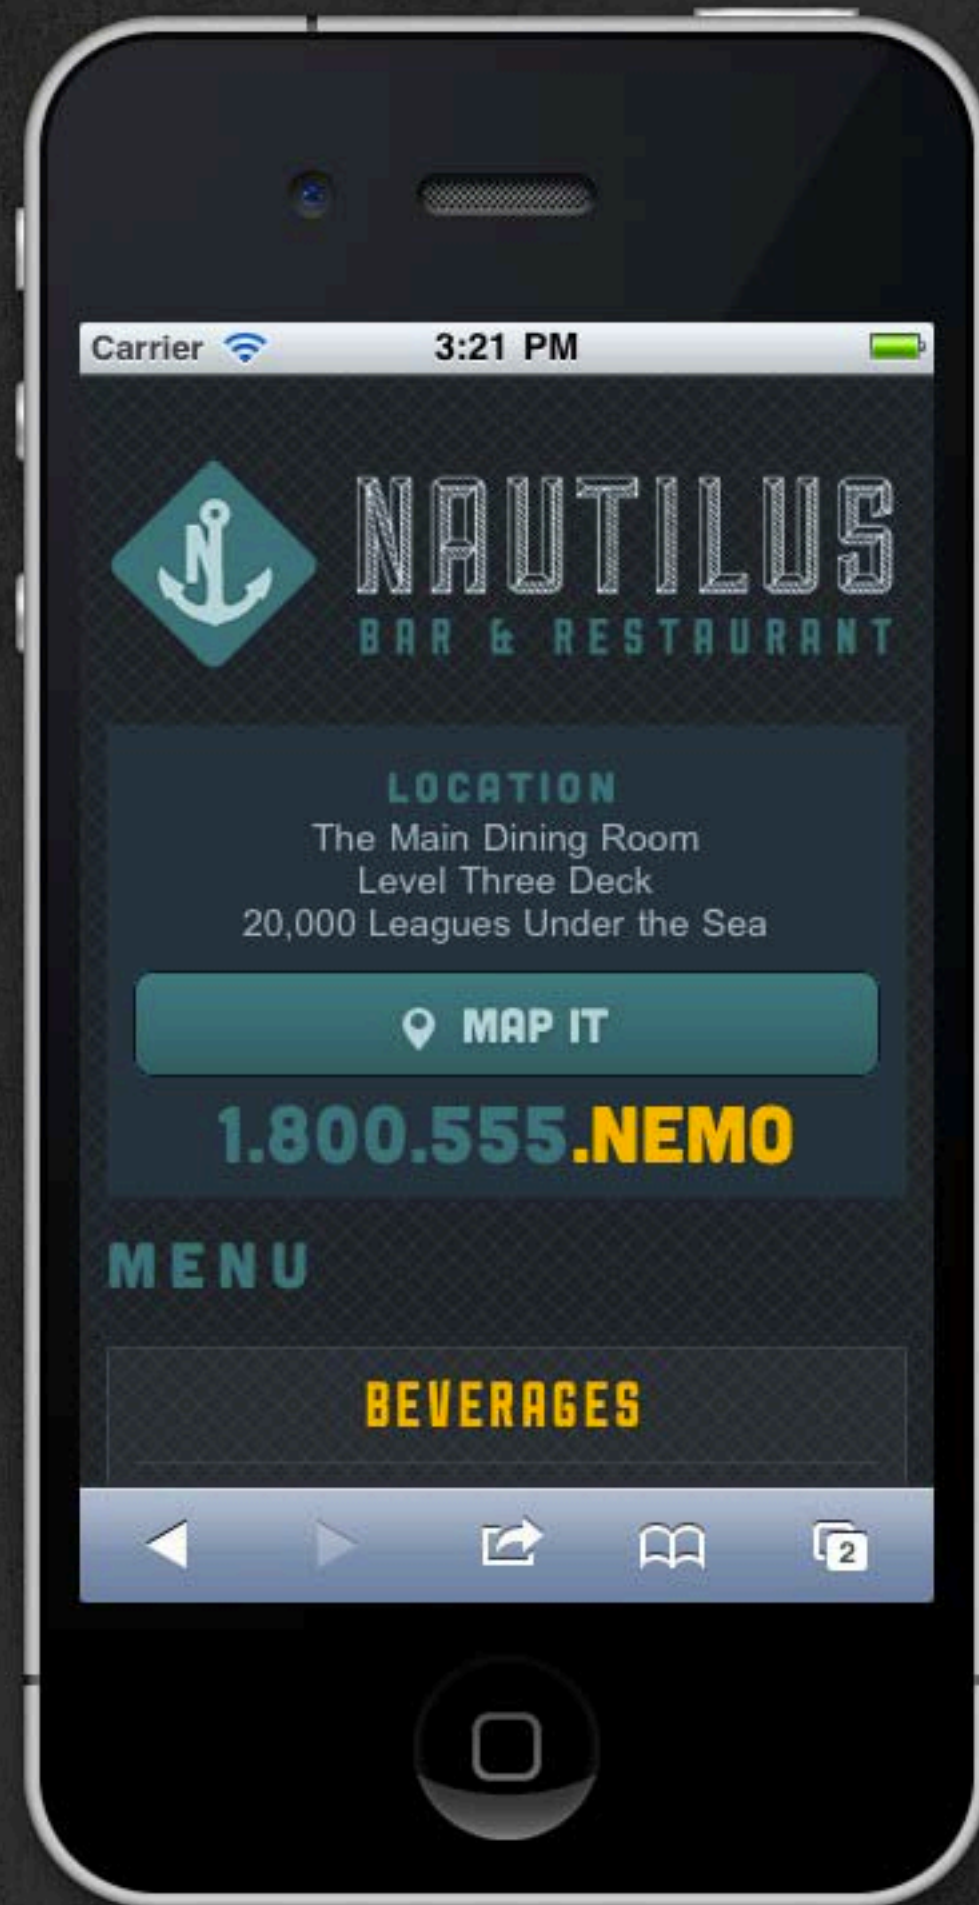 Carrier 3:21 PM
N
NAUTILUS
BAR & RESTAURANT
LOCATION
The Main Dining Room
Level Three Deck
20,000 Leagues Under the Sea
MAP IT
1.800.555.NEMO
MENU
BEVERAGES
2